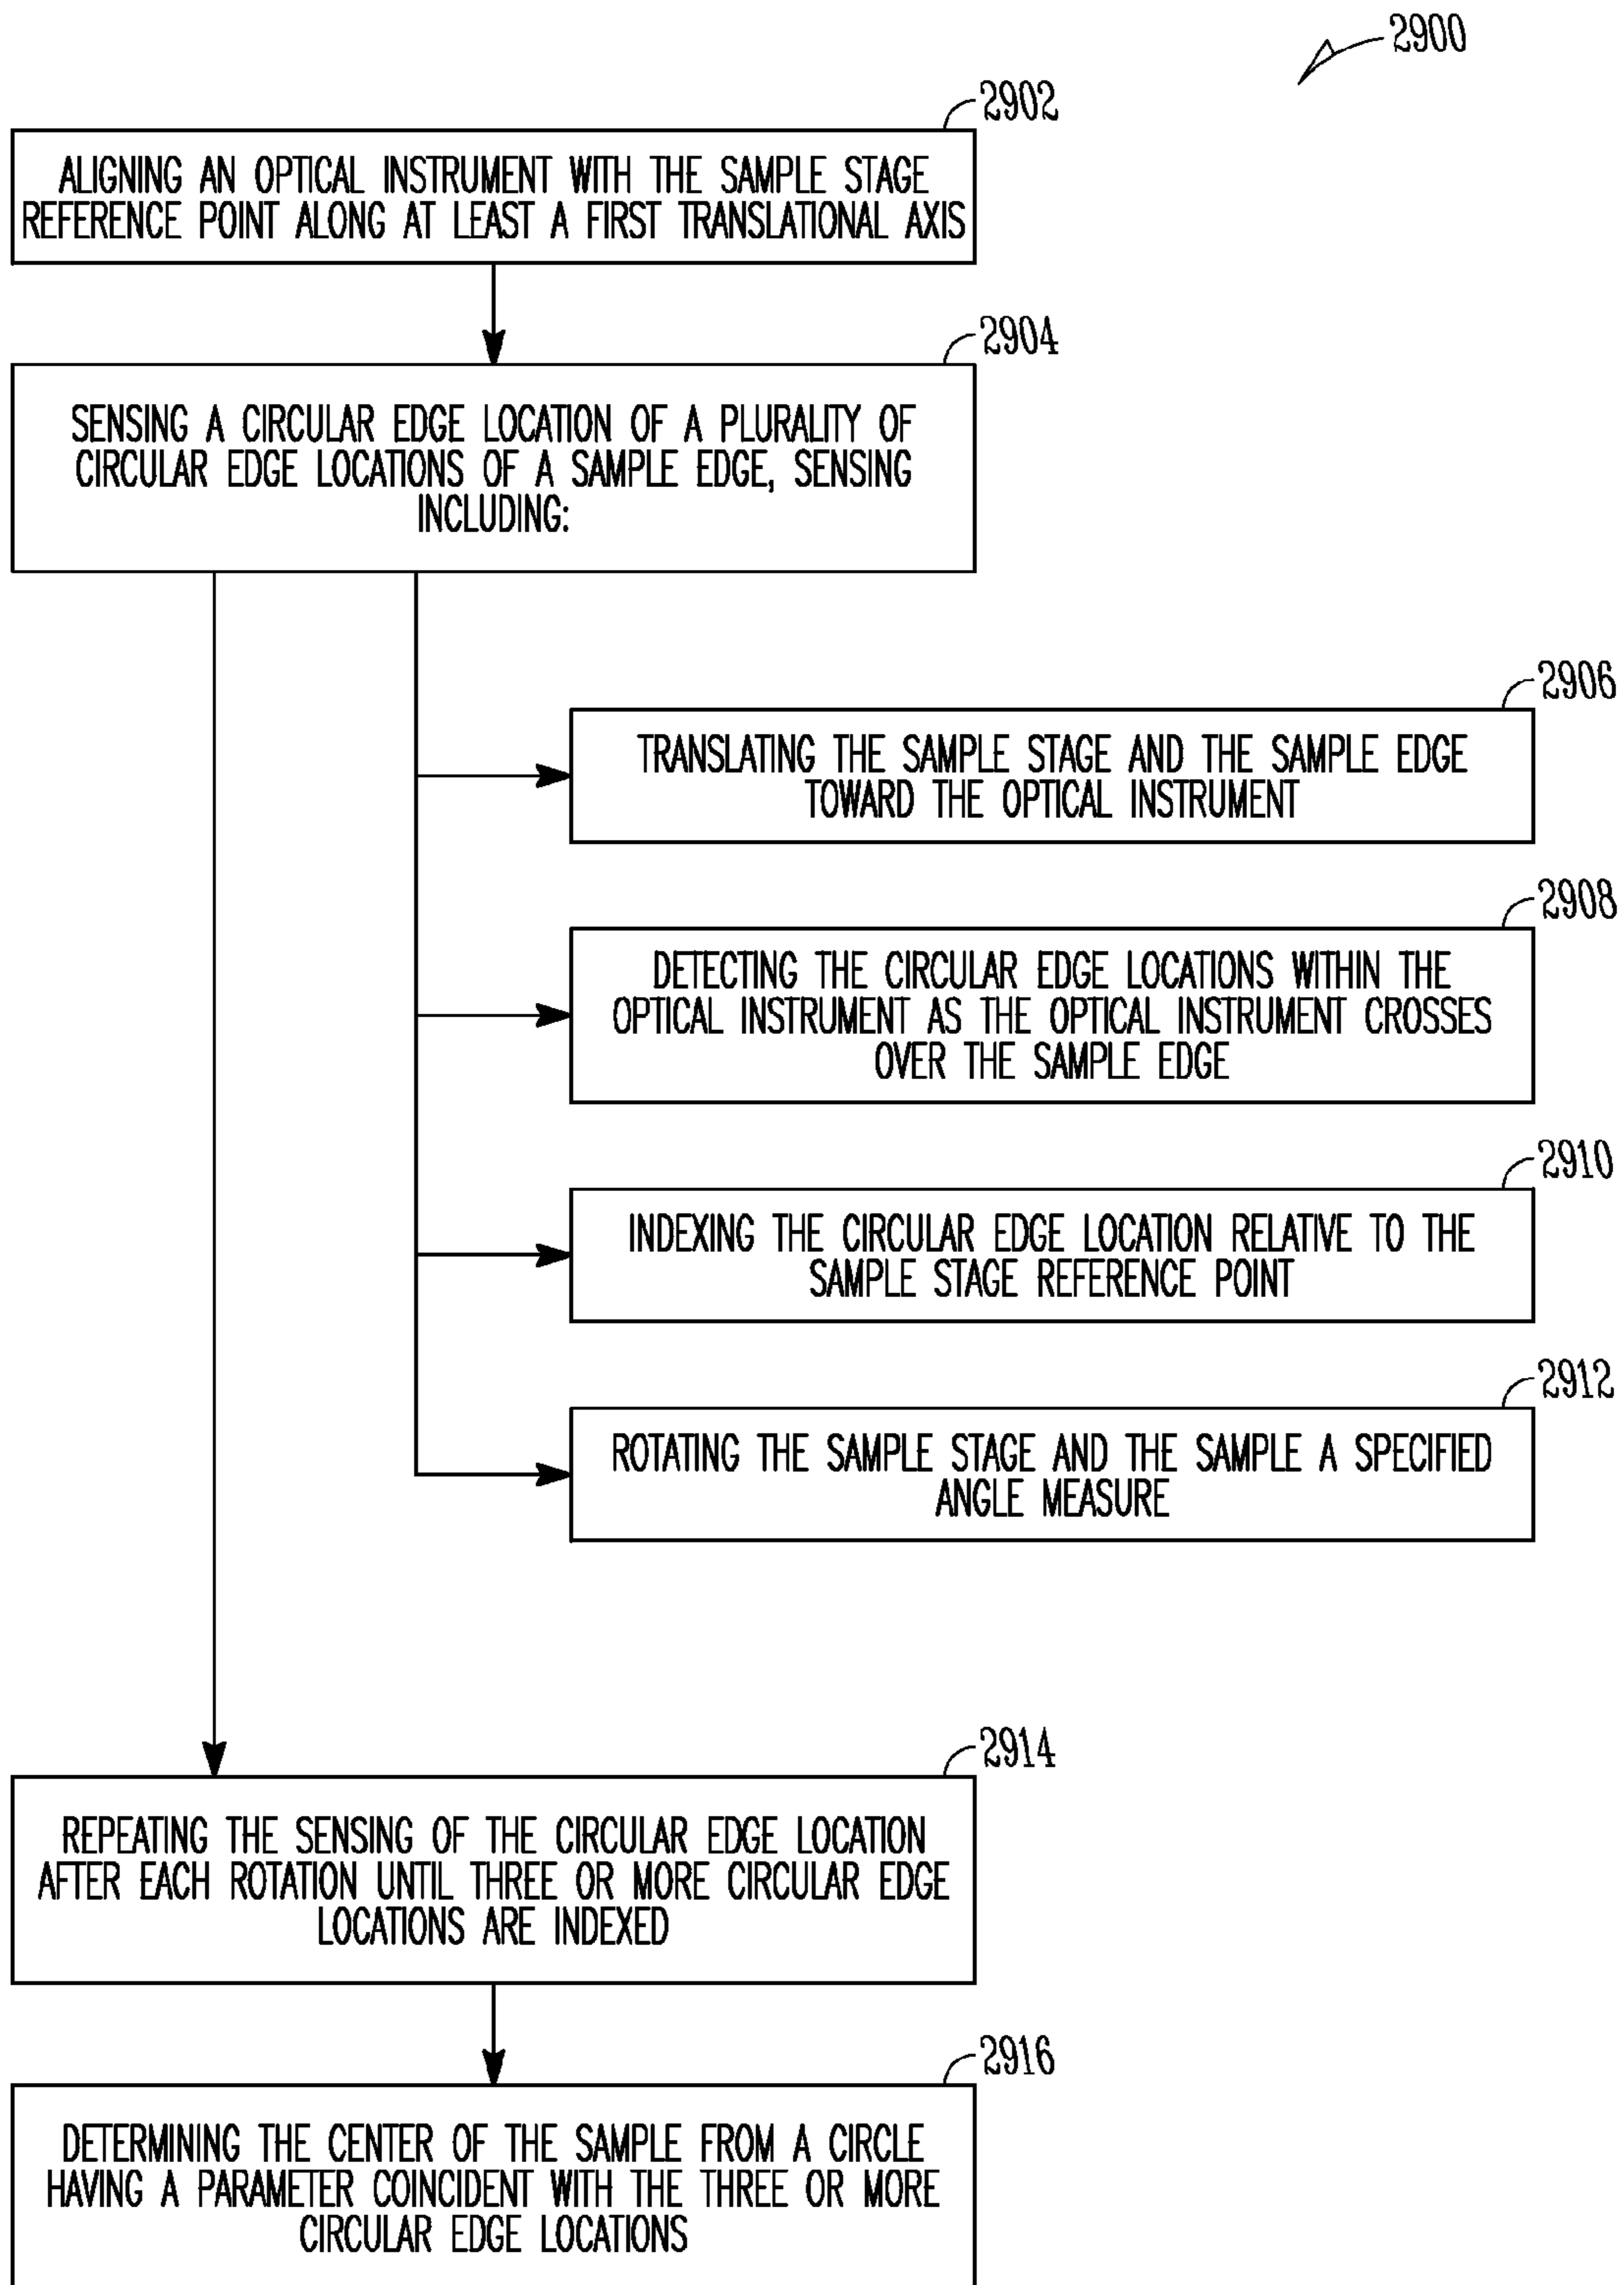 2900
2902
ALIGNING AN OPTICAL INSTRUMENT WITH THE SAMPLE STAGE
REFERENCE POINT ALONG AT LEAST A FIRST TRANSLATIONAL AXIS
2904
SENSING A CIRCULAR EDGE LOCATION OF A PLURALITY OF
CIRCULAR EDGE LOCATIONS OF A SAMPLE EDGE, SENSING
INCLUDING:
2906
TRANSLATING THE SAMPLE STAGE AND THE SAMPLE EDGE
TOWARD THE OPTICAL INSTRUMENT
2908
DETECTING THE CIRCULAR EDGE LOCATIONS WITHIN THE
OPTICAL INSTRUMENT AS THE OPTICAL INSTRUMENT CROSSES
OVER THE SAMPLE EDGE
2910
INDEXING THE CIRCULAR EDGE LOCATION RELATIVE TO THE
SAMPLE STAGE REFERENCE POINT
2912
ROTATING THE SAMPLE STAGE AND THE SAMPLE A SPECIFIED
ANGLE MEASURE
2914
REPEATING THE SENSING OF THE CIRCULAR EDGE LOCATION
AFTER EACH ROTATION UNTIL THREE OR MORE CIRCULAR EDGE
LOCATIONS ARE INDEXED
2916
DETERMINING THE CENTER OF THE SAMPLE FROM A CIRCLE
HAVING A PARAMETER COINCIDENT WITH THE THREE OR MORE
CIRCULAR EDGE LOCATIONS